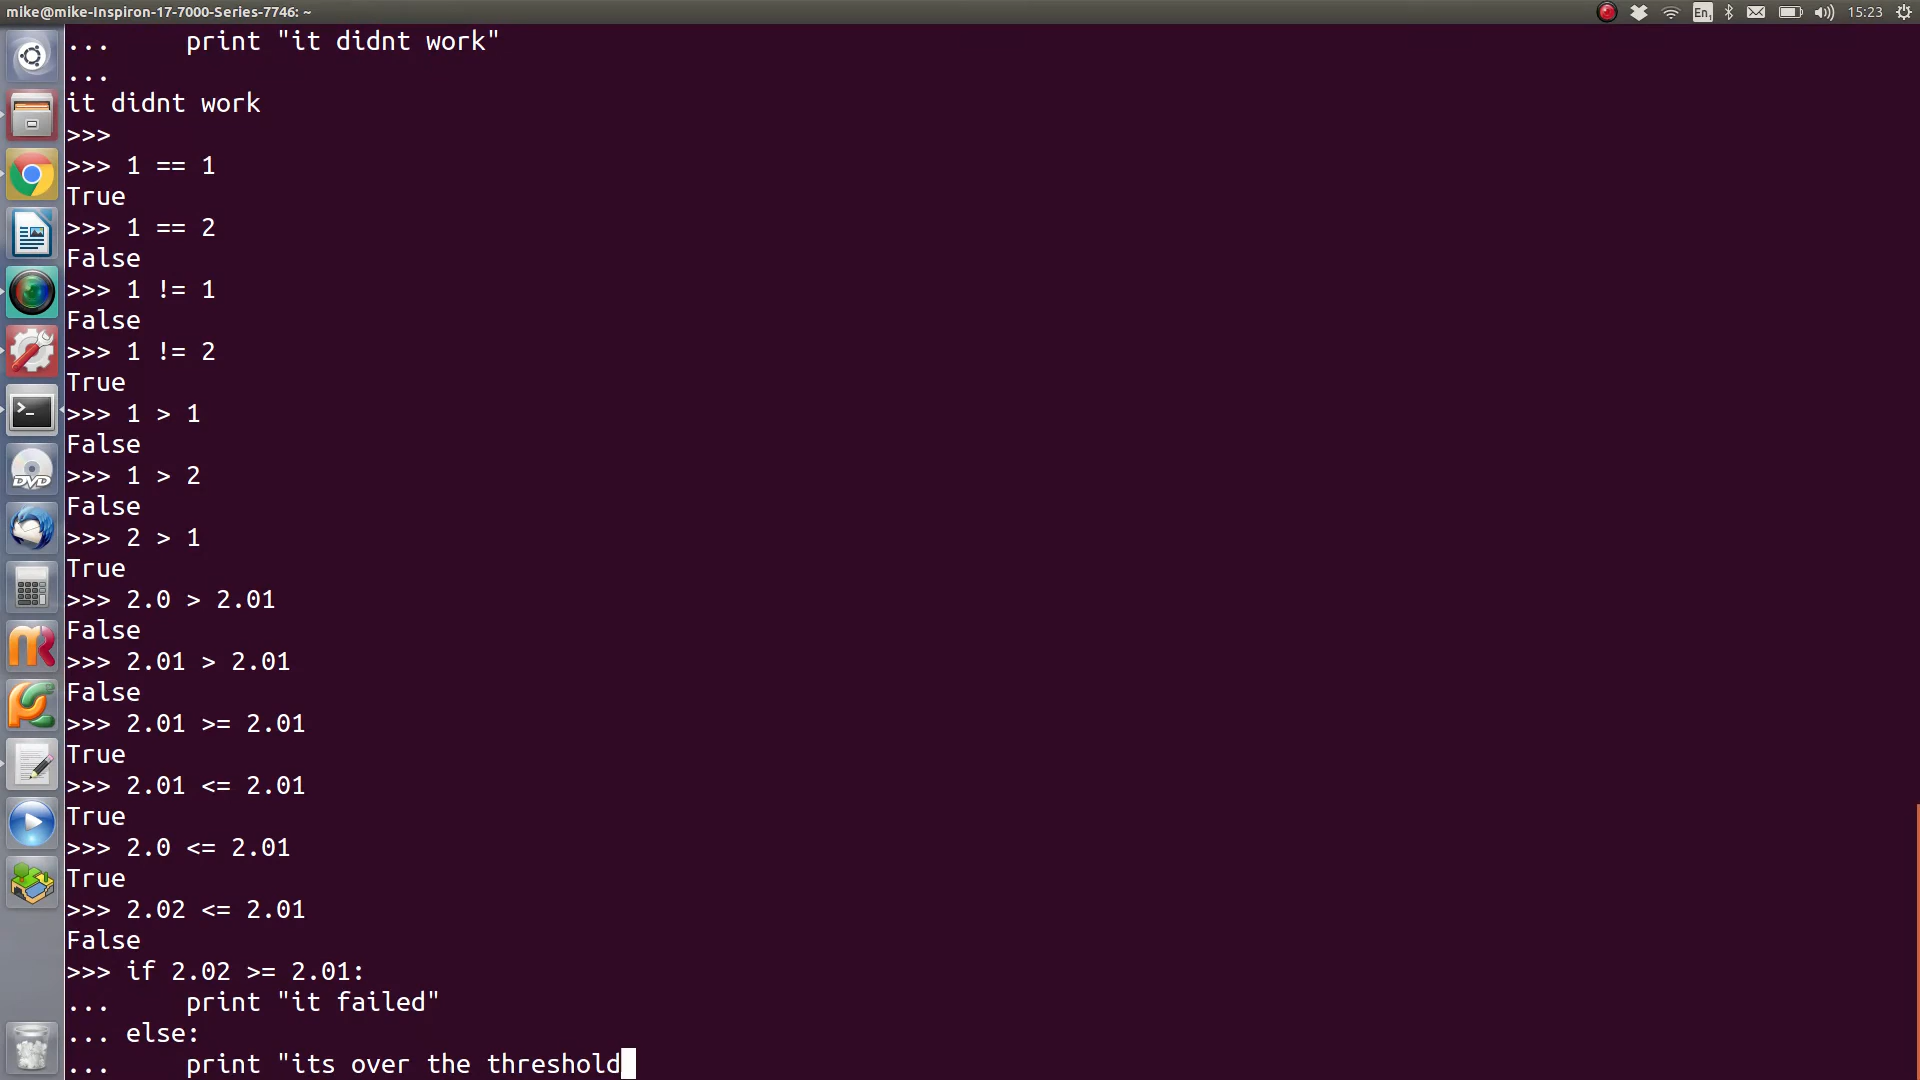 mike@mike-Inspiron-17-7000-Series-7746: ~
En1
15:23
...     print "it didnt work"
...
it didnt work
>>>
>>> 1 == 1
True
>>> 1 == 2
False
>>> 1 != 1
False
>>> 1 != 2
True
>>> 1 > 1
False
>>> 1 > 2
False
>>> 2 > 1
True
>>> 2.0 > 2.01
False
>>> 2.01 > 2.01
False
>>> 2.01 >= 2.01
True
>>> 2.01 <= 2.01
True
>>> 2.0 <= 2.01
True
>>> 2.02 <= 2.01
False
>>> if 2.02 >= 2.01:
...     print "it failed"
... else:
...     print "its over the threshold
DVD